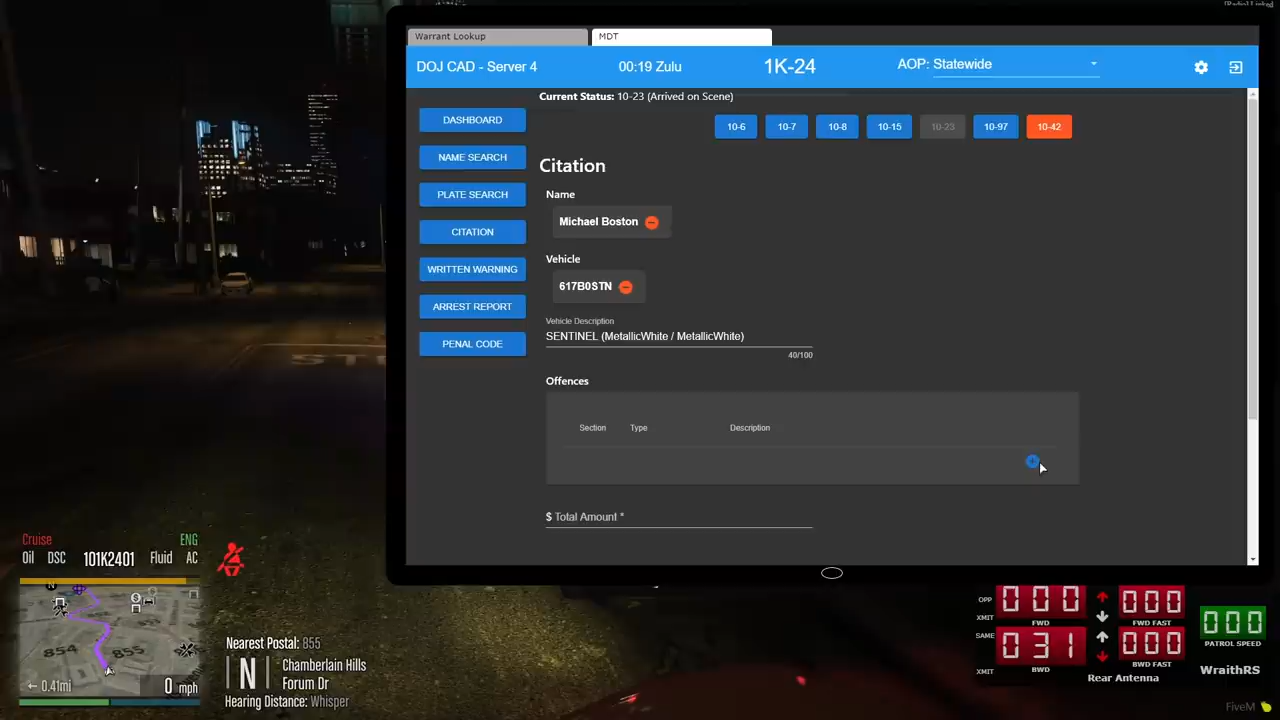 [Radio] Linked
Warrant Lookup
MDT
DOJ CAD - Server 4
00:19 Zulu
1K-24
AOP: Statewide
Current Status: 10-23 (Arrived on Scene)
DASHBOARD
10-6
10-7
10-8
10-15
10-23
10-97
10-42
NAME SEARCH
PLATE SEARCH
CITATION
WRITTEN WARNING
ARREST REPORT
PENAL CODE
Citation
Name
Michael Boston
Vehicle
617B0STN
Vehicle Description
SENTINEL (MetallicWhite / MetallicWhite)
40/100
Offences
Section
Type
Description
$ Total Amount *
Cruise
ENG
Oil
DSC
101K2401
Fluid
AC
N
S
854
855
← 0.41mi
0 mph
Nearest Postal: 855
N
Chamberlain Hills
Forum Dr
Hearing Distance: Whisper
OPP
XMIT
SAME
XMIT
000
FWD
000
FWD FAST
031
BWD
000
BWD FAST
000
PATROL SPEED
Rear Antenna
WraithRS
FiveM